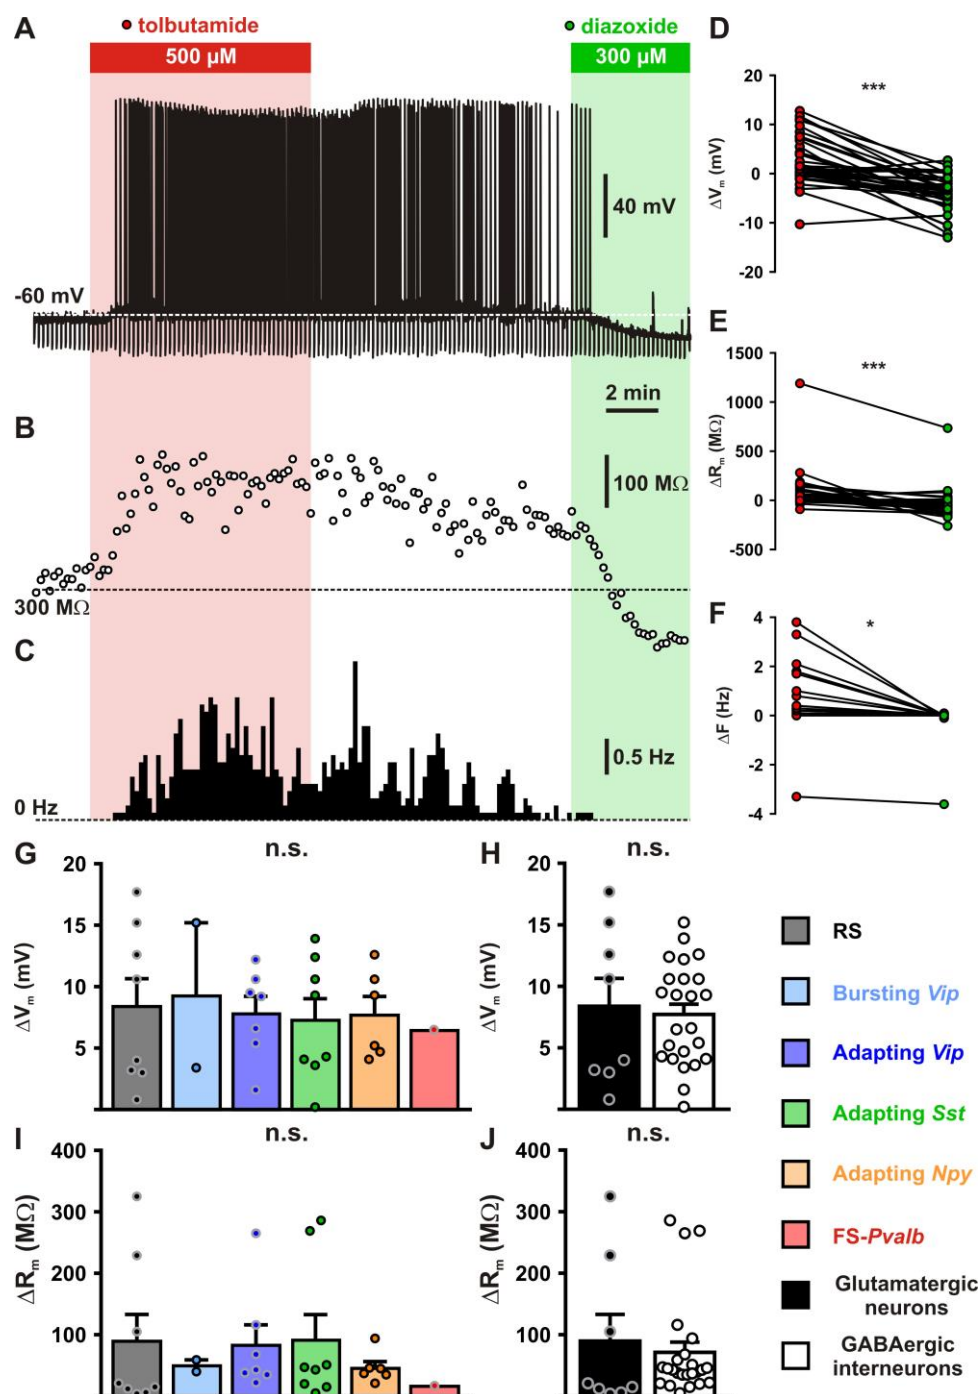 A
tolbutamide
500 µM
diazoxide
300 µM
40 mV
-60 mV
2 min
B
100 MΩ
300 MΩ
C
0.5 Hz
0 Hz
D
***
ΔVm (mV)
20
10
0
-10
-20
E
***
ΔRm (MΩ)
1500
1000
500
0
-500
F
*
ΔF (Hz)
4
2
0
-2
-4
G
n.s.
ΔVm (mV)
20
15
10
5
H
n.s.
ΔVm (mV)
20
15
10
5
I
n.s.
ΔRm (MΩ)
400
300
200
100
J
n.s.
ΔRm (MΩ)
400
300
200
100
RS
Bursting Vip
Adapting Vip
Adapting Sst
Adapting Npy
FS-Pvalb
Glutamatergic
neurons
GABAergic
interneurons